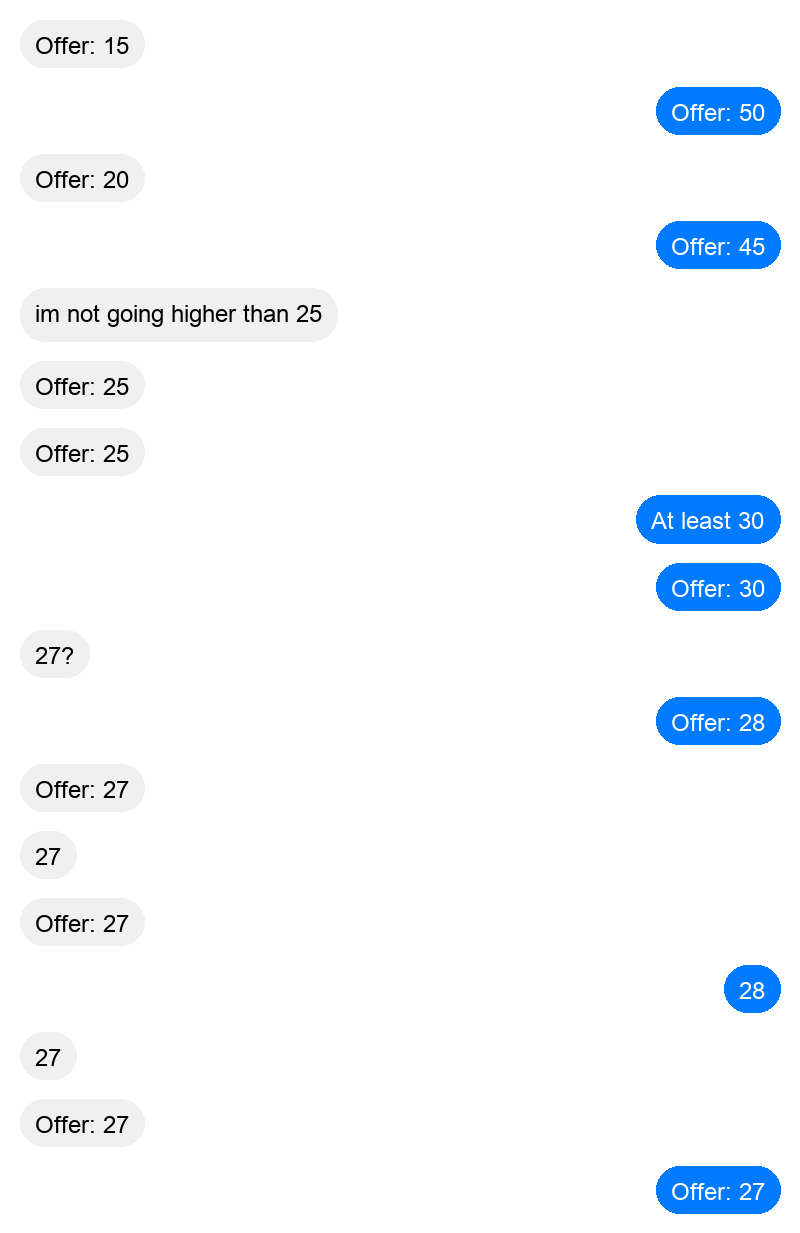 Offer: 15
Offer: 50
Offer: 20
Offer: 45
im not going higher than 25
Offer: 25
Offer: 25
At least 30
Offer: 30
27?
Offer: 28
Offer: 27
27
Offer: 27
28
27
Offer: 27
Offer: 27